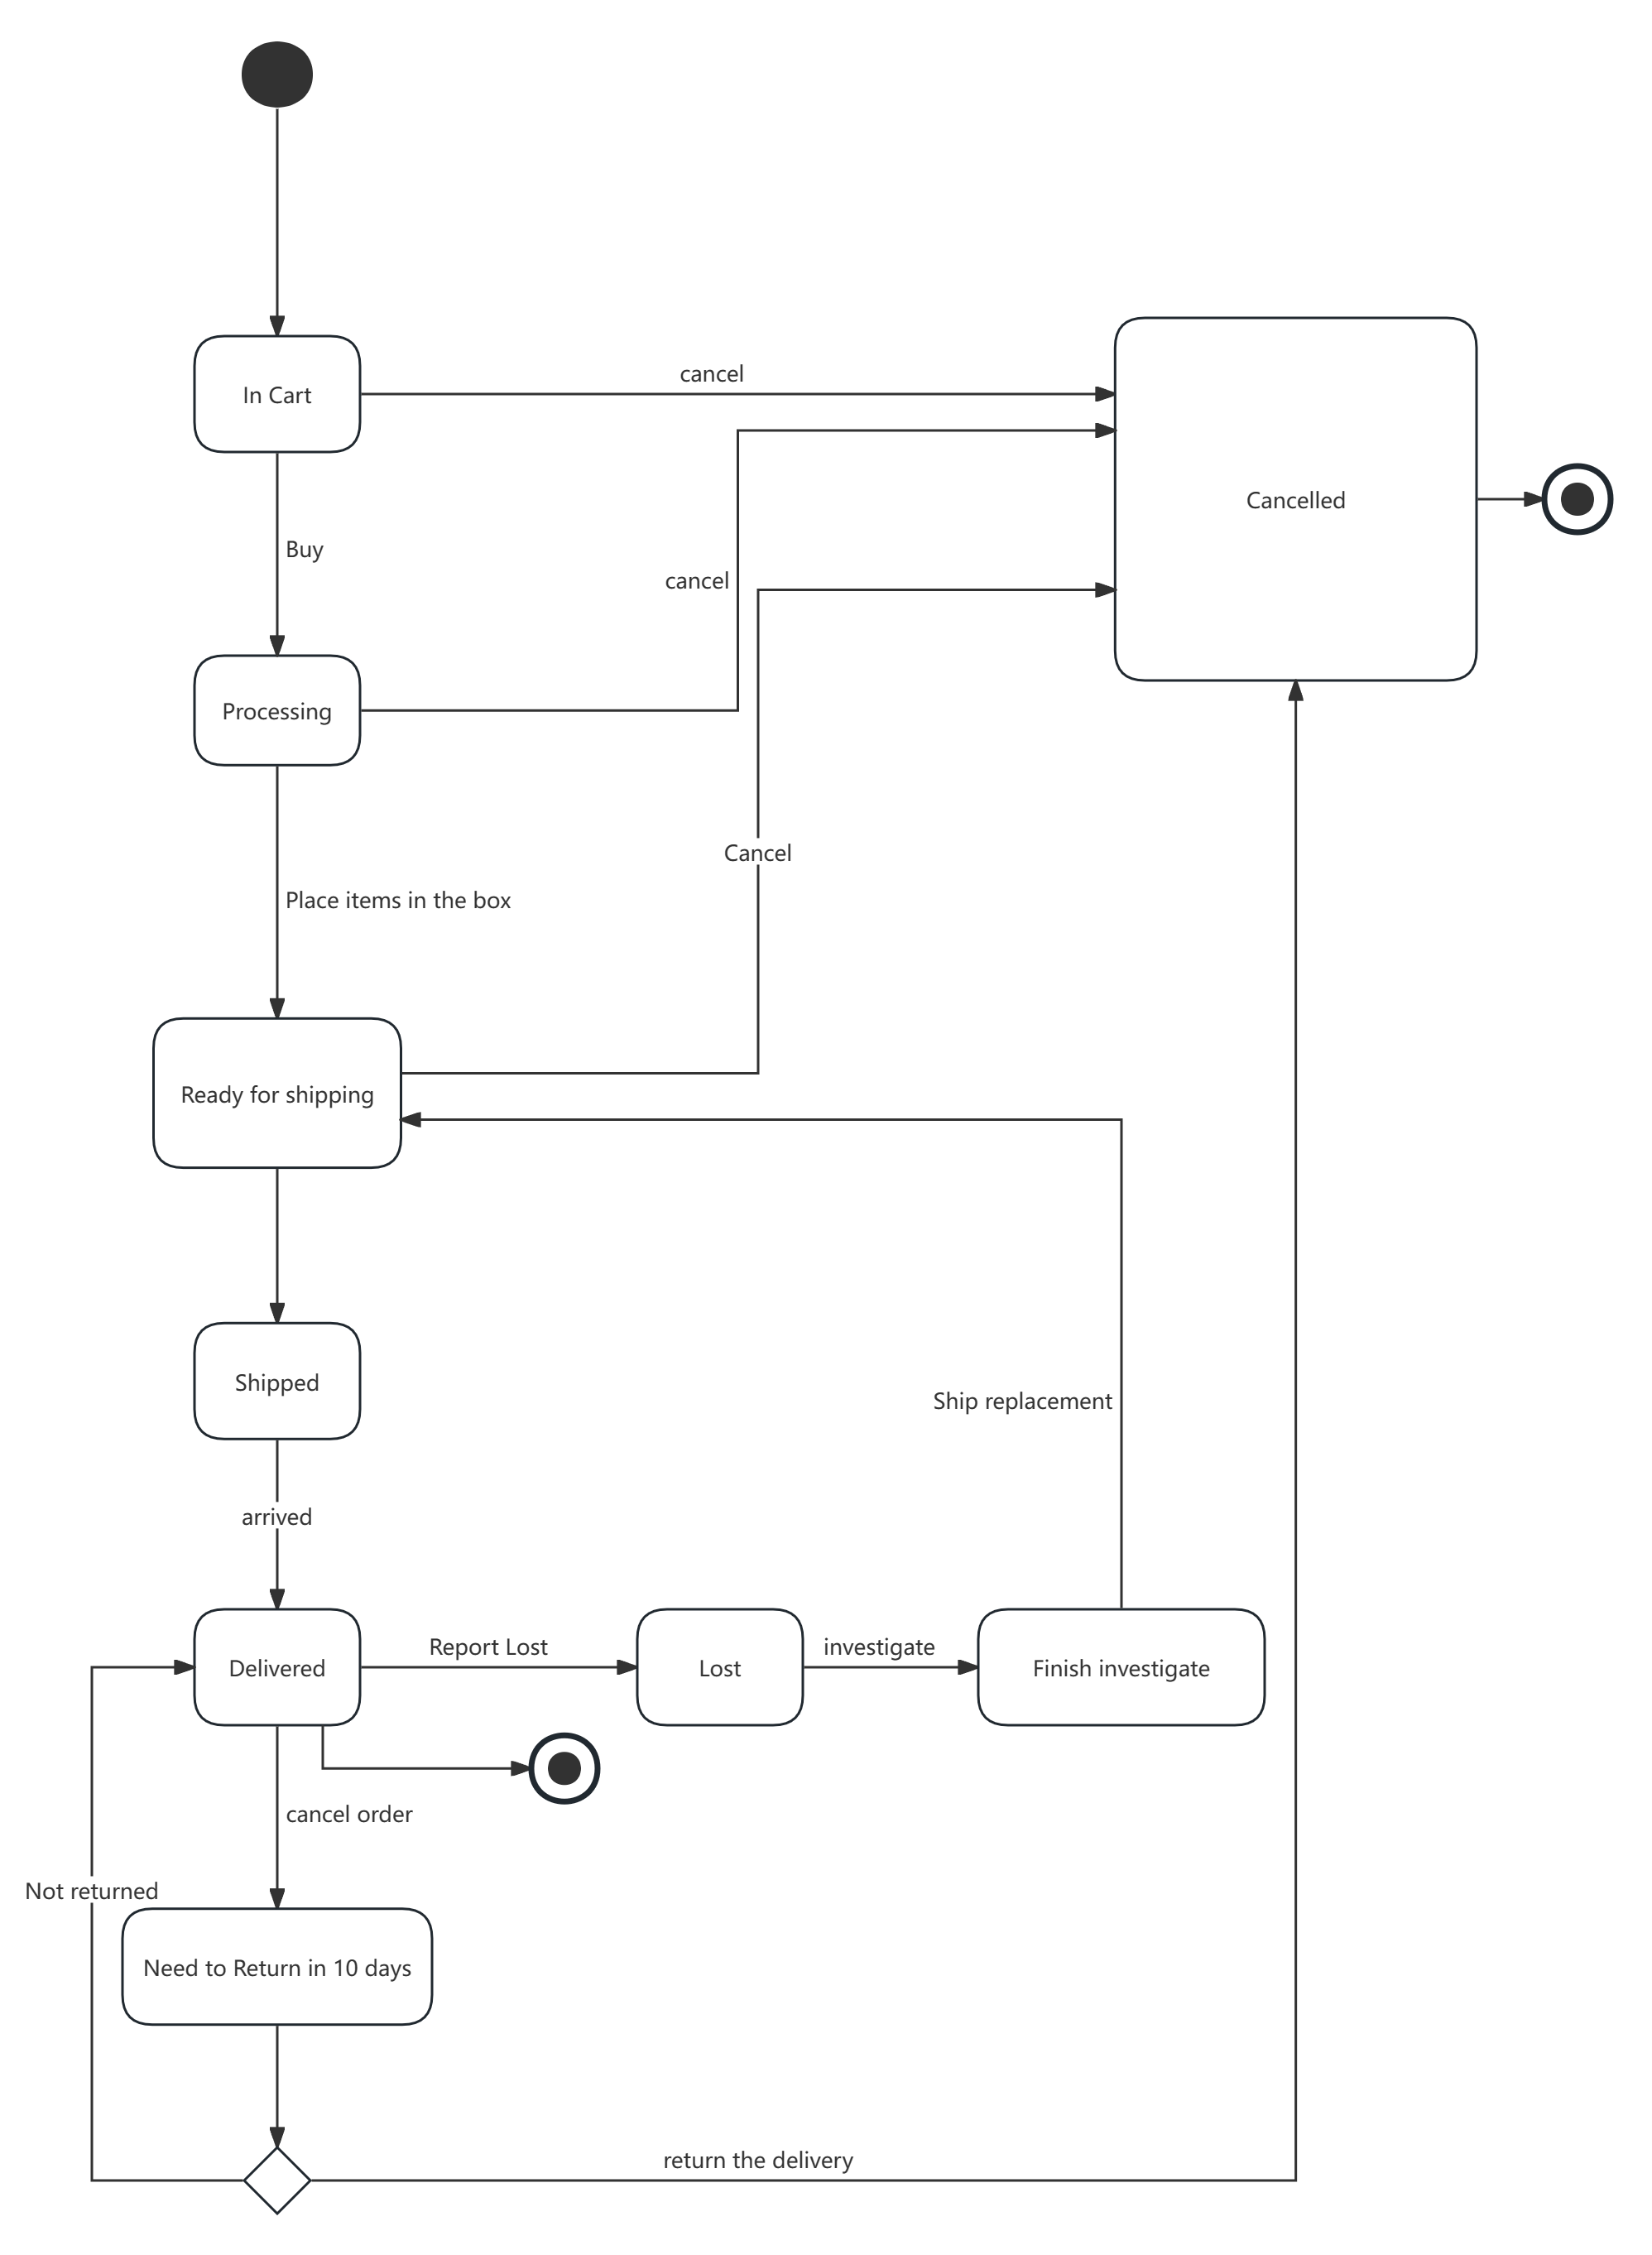 In Cart
cancel
Cancelled
Buy
cancel
Processing
Cancel
Place items in the box
Ready for shipping
Shipped
Ship replacement
arrived
Delivered
Report Lost
Lost
investigate
Finish investigate
cancel order
Not returned
Need to Return in 10 days
return the delivery